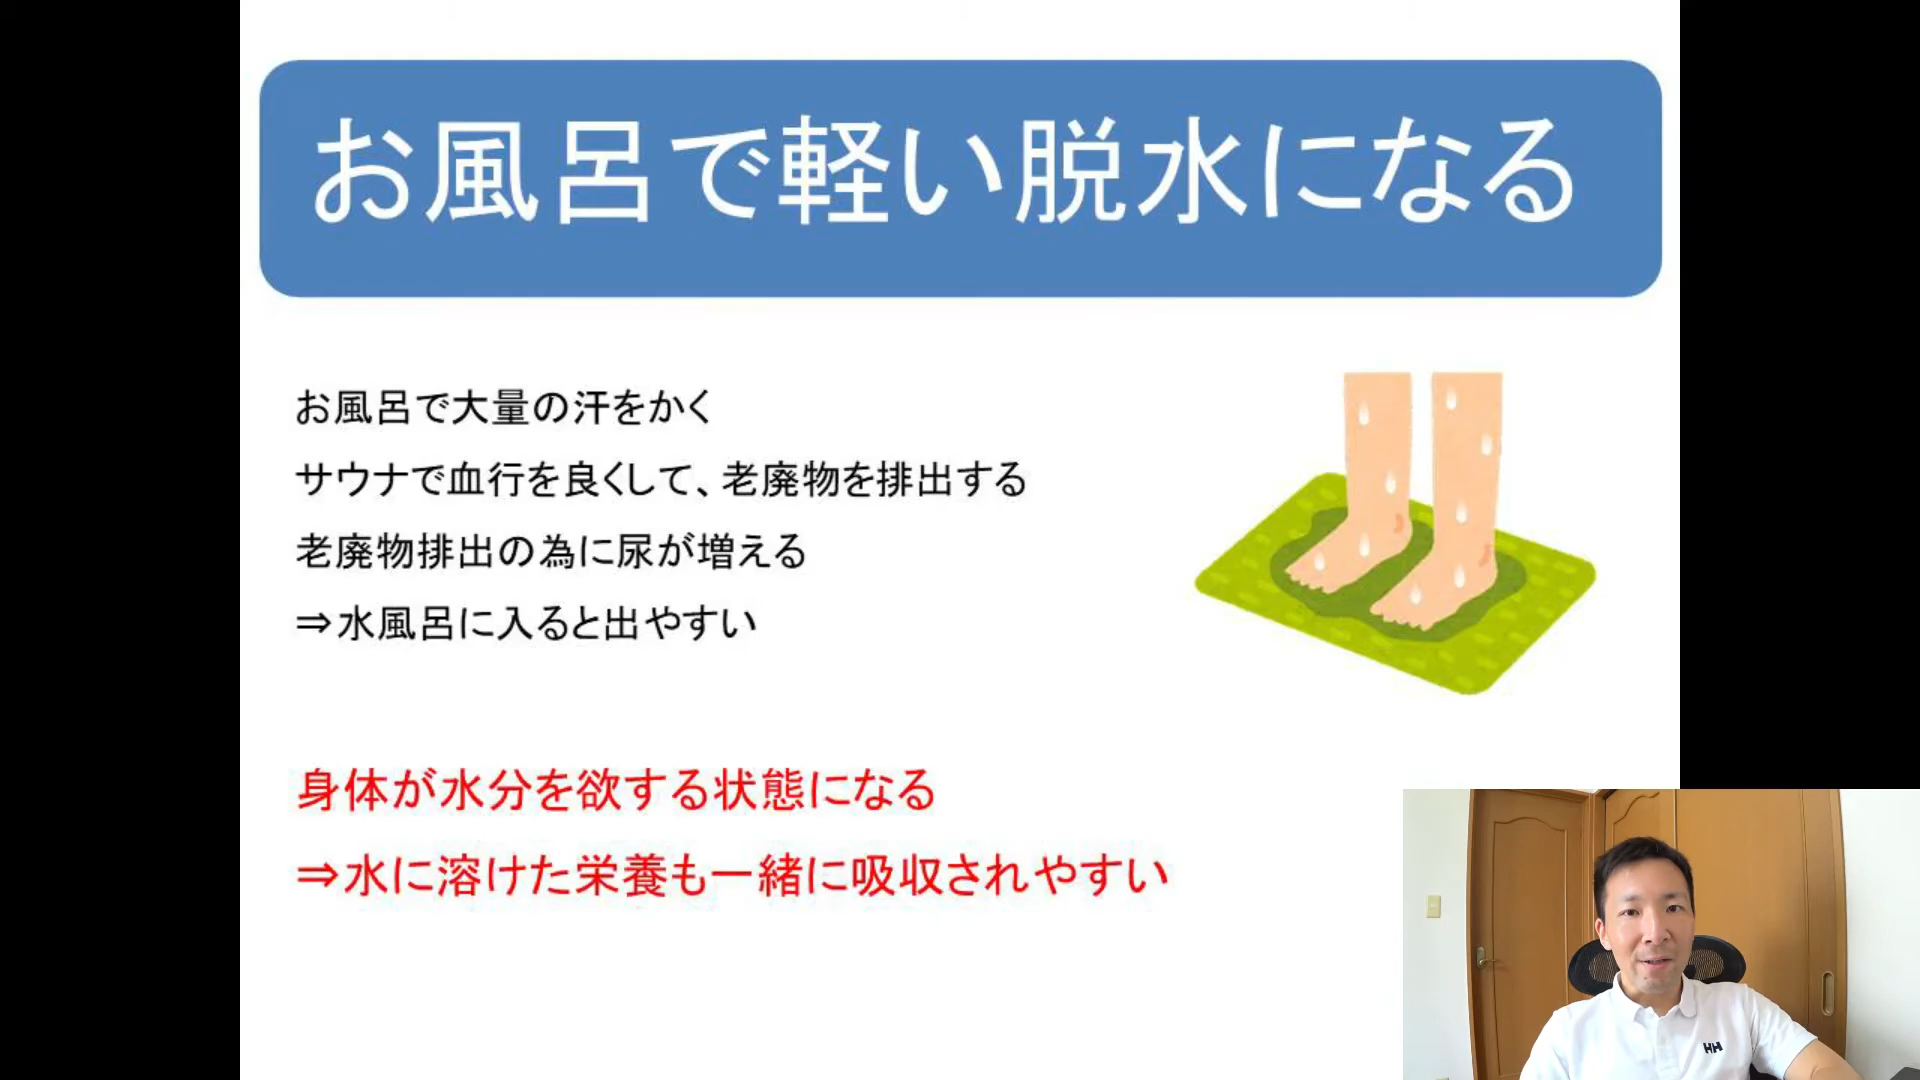 お風呂で軽い脱水になる
お風呂で大量の汗をかく
サウナで血行を良くして、老廃物を排出する
老廃物排出の為に尿が増える
⇒水風呂に入ると出やすい
身体が水分を欲する状態になる
⇒水に溶けた栄養も一緒に吸収されやすい
HH